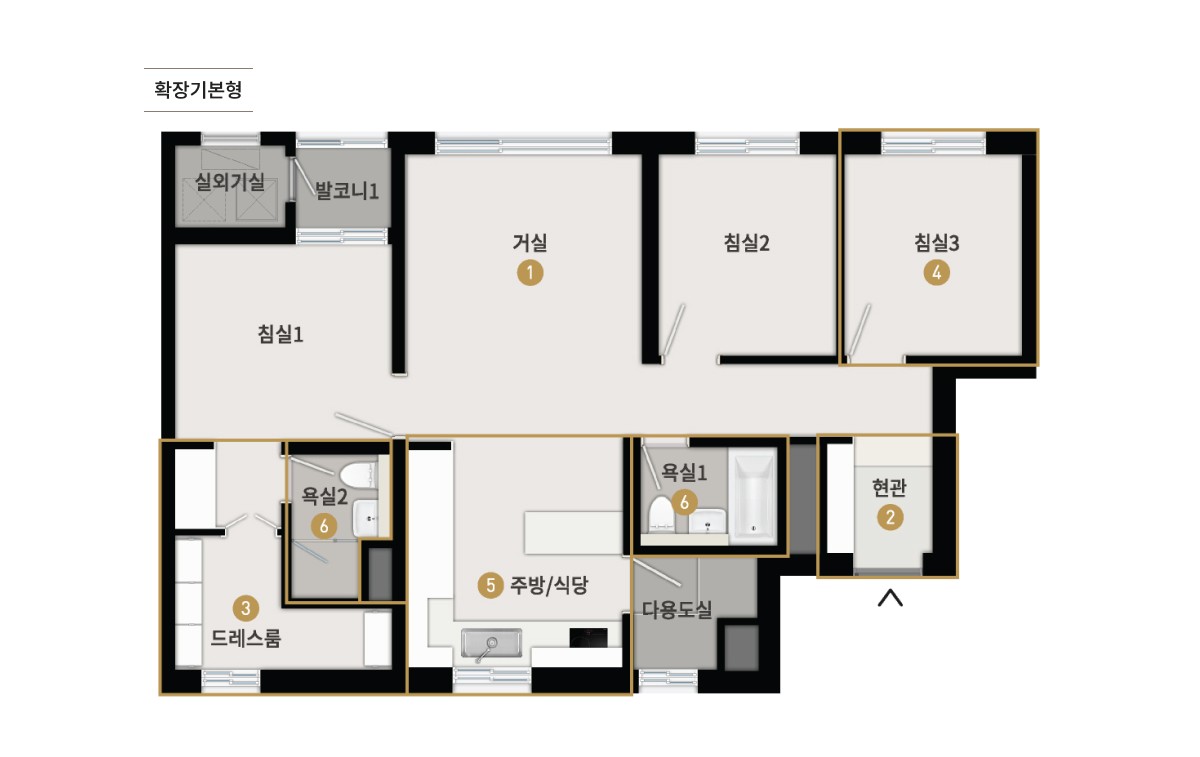 확장기본형
실외기실
발코니1
거실
1
침실2
침실3
4
침실1
욕실2
6
욕실1
6
현관
2
5 주방/식당
3
드레스룸
다용도실